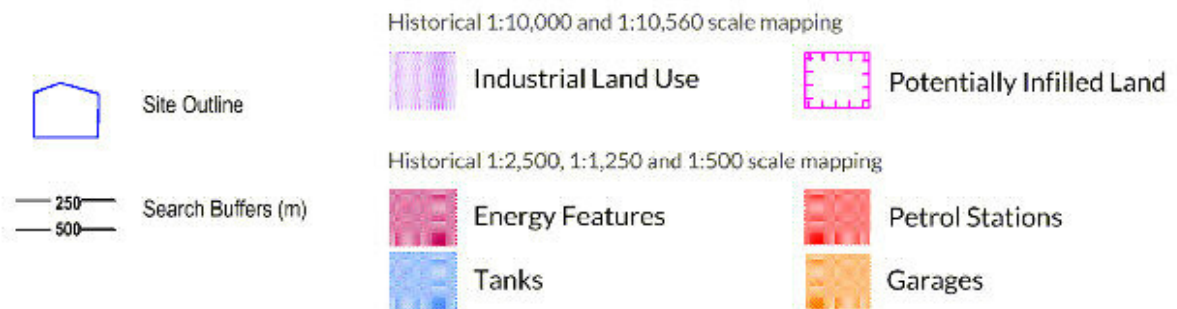 Historical 1:10,000 and 1:10,560 scale mapping
Industrial Land Use
Potentially Infilled Land
Site Outline
Historical 1:2,500, 1:1,250 and 1:500 scale mapping
250
500
Search Buffers (m)
Energy Features
Petrol Stations
Tanks
Garages